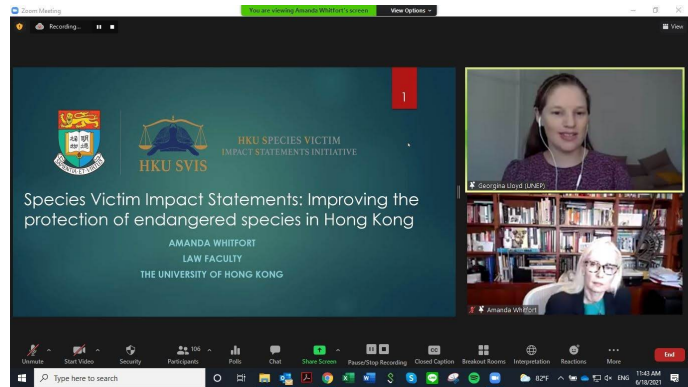 Zoom Meeting
You are viewing Amanda Whitfort's screen
View Options
Recording...
View
1
HKU SVIS
HKU SPECIES VICTIM
IMPACT STATEMENTS INITIATIVE
Species Victim Impact Statements: Improving the
protection of endangered species in Hong Kong
AMANDA WHITFORT
LAW FACULTY
THE UNIVERSITY OF HONG KONG
Georgina Lloyd (UNEP)
Amanda Whitfort
Unmute
Start Video
Security
Participants
106
Polls
Chat
Share Screen
Pause/Stop Recording
Closed Caption
Breakout Rooms
Interpretation
Reactions
More
End
Type here to search
82°F
ENG
11:43 AM
6/18/2021